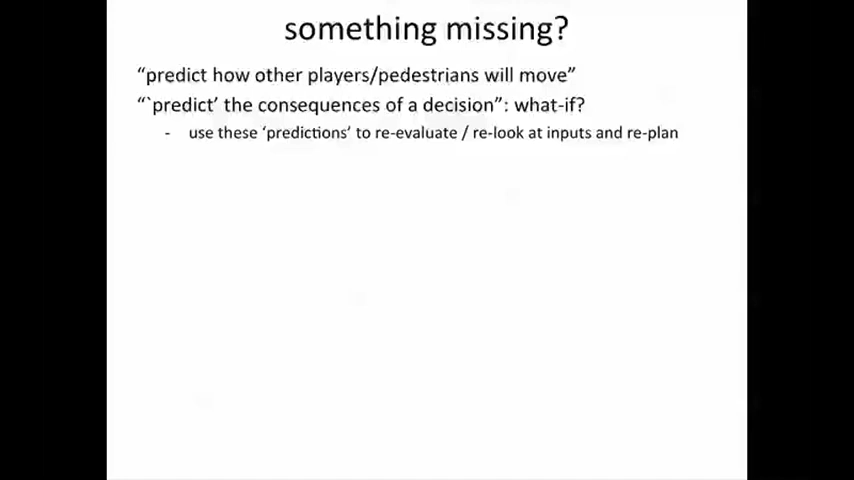 something missing?
“predict how other players/pedestrians will move”
“`predict’ the consequences of a decision”: what-if?
- use these ‘predictions’ to re-evaluate / re-look at inputs and re-plan